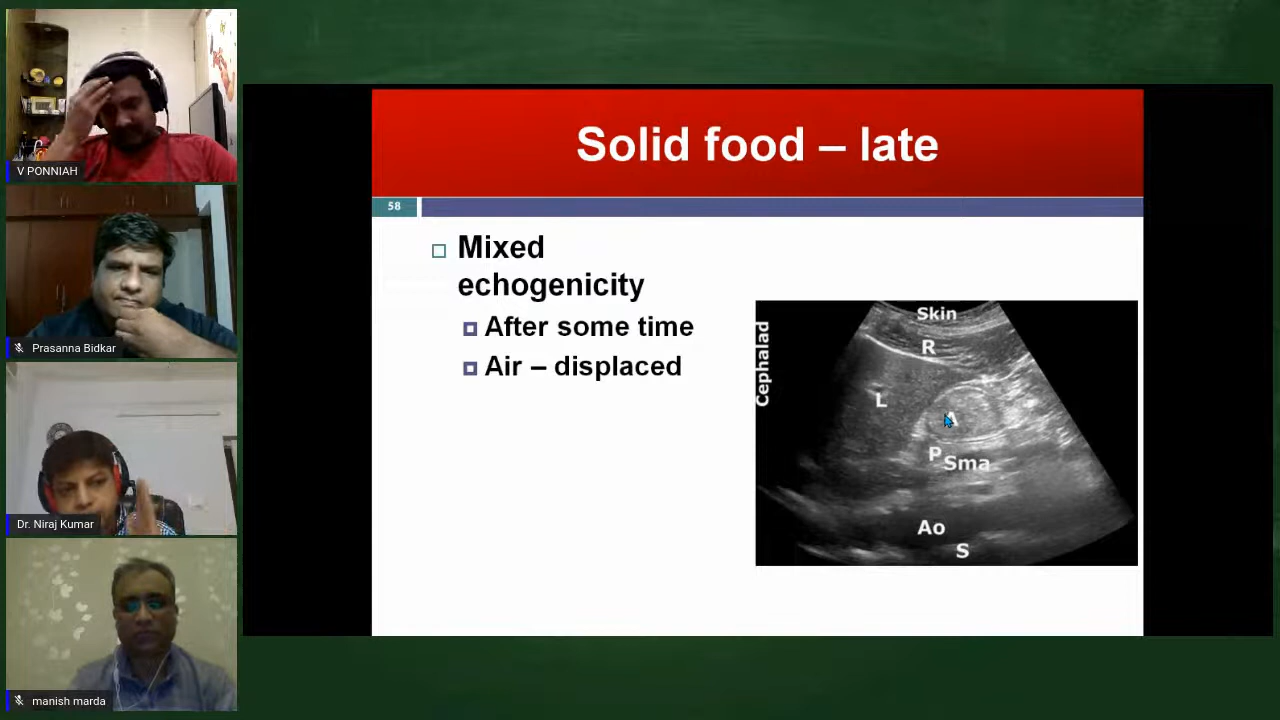 V PONNIAH
Prasanna Bidkar
Dr. Niraj Kumar
manish marda
Solid food – late
58
Mixed
echogenicity
After some time
Air – displaced
Cephalad
Skin
R
L
A
P
Sma
Ao
S